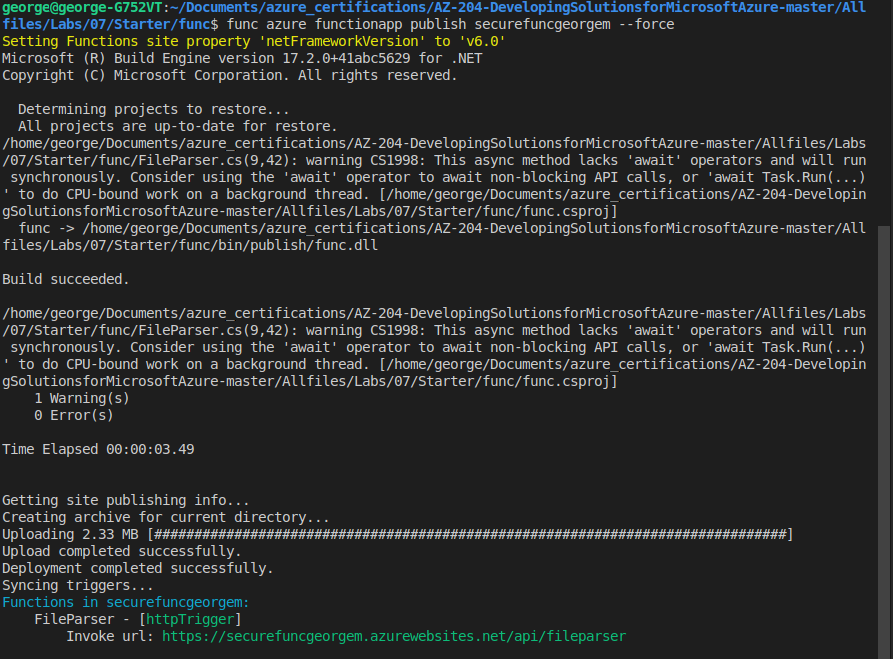 george@george-G752VT:~/Documents/azure_certifications/AZ-204-DevelopingSolutionsforMicrosoftAzure-master/All
files/Labs/07/Starter/func$ func azure functionapp publish securefuncgeorgem --force
Setting Functions site property 'netFrameworkVersion' to 'v6.0'
Microsoft (R) Build Engine version 17.2.0+41abc5629 for .NET
Copyright (C) Microsoft Corporation. All rights reserved.

  Determining projects to restore...
  All projects are up-to-date for restore.
/home/george/Documents/azure_certifications/AZ-204-DevelopingSolutionsforMicrosoftAzure-master/Allfiles/Labs
/07/Starter/func/FileParser.cs(9,42): warning CS1998: This async method lacks 'await' operators and will run
 synchronously. Consider using the 'await' operator to await non-blocking API calls, or 'await Task.Run(...)
' to do CPU-bound work on a background thread. [/home/george/Documents/azure_certifications/AZ-204-Developin
gSolutionsforMicrosoftAzure-master/Allfiles/Labs/07/Starter/func/func.csproj]
  func -> /home/george/Documents/azure_certifications/AZ-204-DevelopingSolutionsforMicrosoftAzure-master/All
files/Labs/07/Starter/func/bin/publish/func.dll

Build succeeded.

/home/george/Documents/azure_certifications/AZ-204-DevelopingSolutionsforMicrosoftAzure-master/Allfiles/Labs
/07/Starter/func/FileParser.cs(9,42): warning CS1998: This async method lacks 'await' operators and will run
 synchronously. Consider using the 'await' operator to await non-blocking API calls, or 'await Task.Run(...)
' to do CPU-bound work on a background thread. [/home/george/Documents/azure_certifications/AZ-204-Developin
gSolutionsforMicrosoftAzure-master/Allfiles/Labs/07/Starter/func/func.csproj]
    1 Warning(s)
    0 Error(s)

Time Elapsed 00:00:03.49

Getting site publishing info...
Creating archive for current directory...
Uploading 2.33 MB [###############################################################################]
Upload completed successfully.
Deployment completed successfully.
Syncing triggers...
Functions in securefuncgeorgem:
    FileParser - [httpTrigger]
        Invoke url: https://securefuncgeorgem.azurewebsites.net/api/fileparser